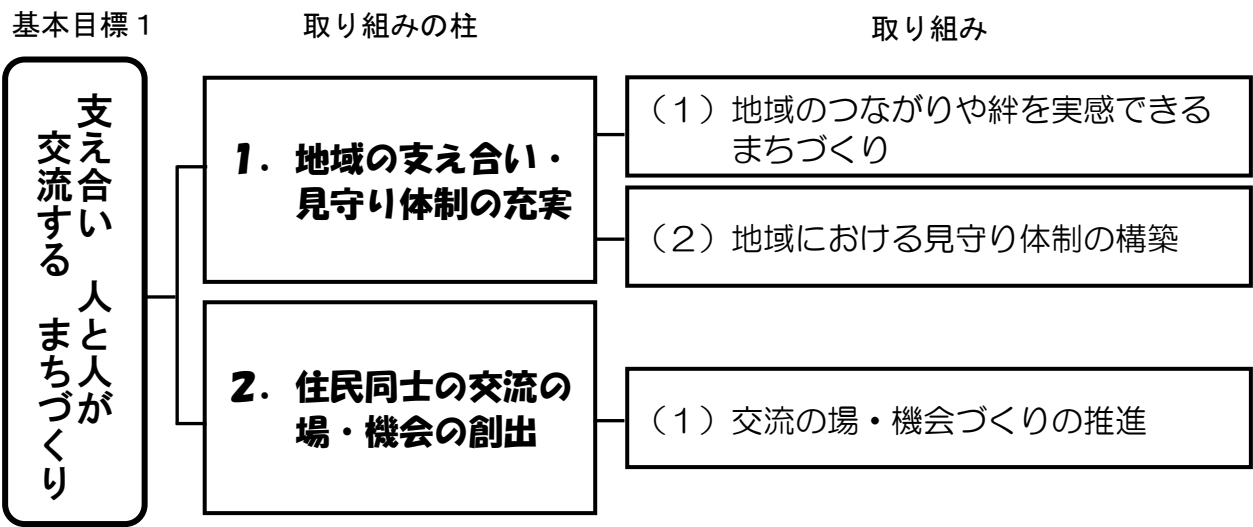 基本目標１
取り組みの柱
取り組み
支え合い　人と人が
交流する　まちづくり
１．地域の支え合い・
見守り体制の充実
（１）地域のつながりや絆を実感できる
まちづくり
（２）地域における見守り体制の構築
２．住民同士の交流の
場・機会の創出
（１）交流の場・機会づくりの推進